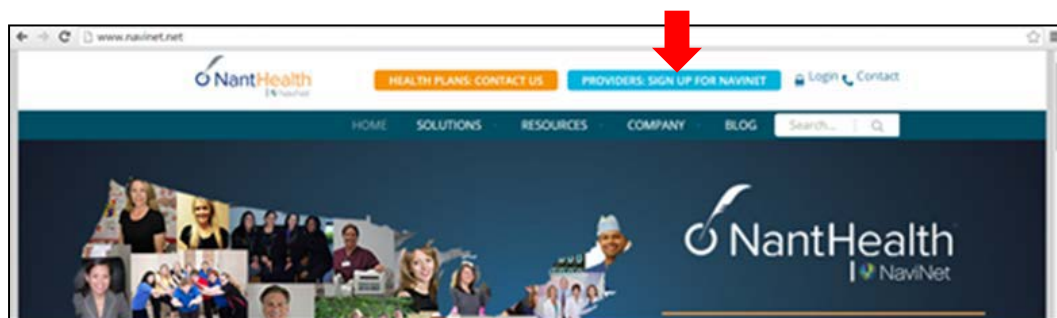 www.navinet.net
NantHealth
NaviNet
HEALTH PLANS: CONTACT US
PROVIDERS: SIGN UP FOR NAVINET
Login
Contact
HOME SOLUTIONS RESOURCES COMPANY BLOG Search...
NantHealth
NaviNet